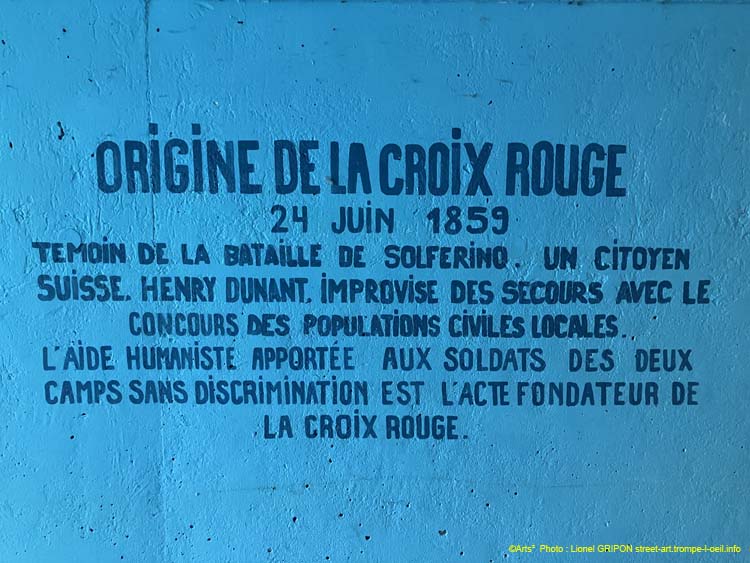 ORIGINE DE LA CROIX ROUGE
24 JUIN 1859
TEMOIN DE LA BATAILLE DE SOLFERINO. UN CITOYEN
SUISSE, HENRY DUNANT, IMPROVISE DES SECOURS AVEC LE
CONCOURS DES POPULATIONS CIVILES LOCALES.
L'AIDE HUMANISTE APPORTÉE AUX SOLDATS DES DEUX
CAMPS SANS DISCRIMINATION EST L'ACTE FONDATEUR DE
LA CROIX ROUGE.
©Arts² Photo : Lionel GRIPON street-art.trompe-l-oeil.info